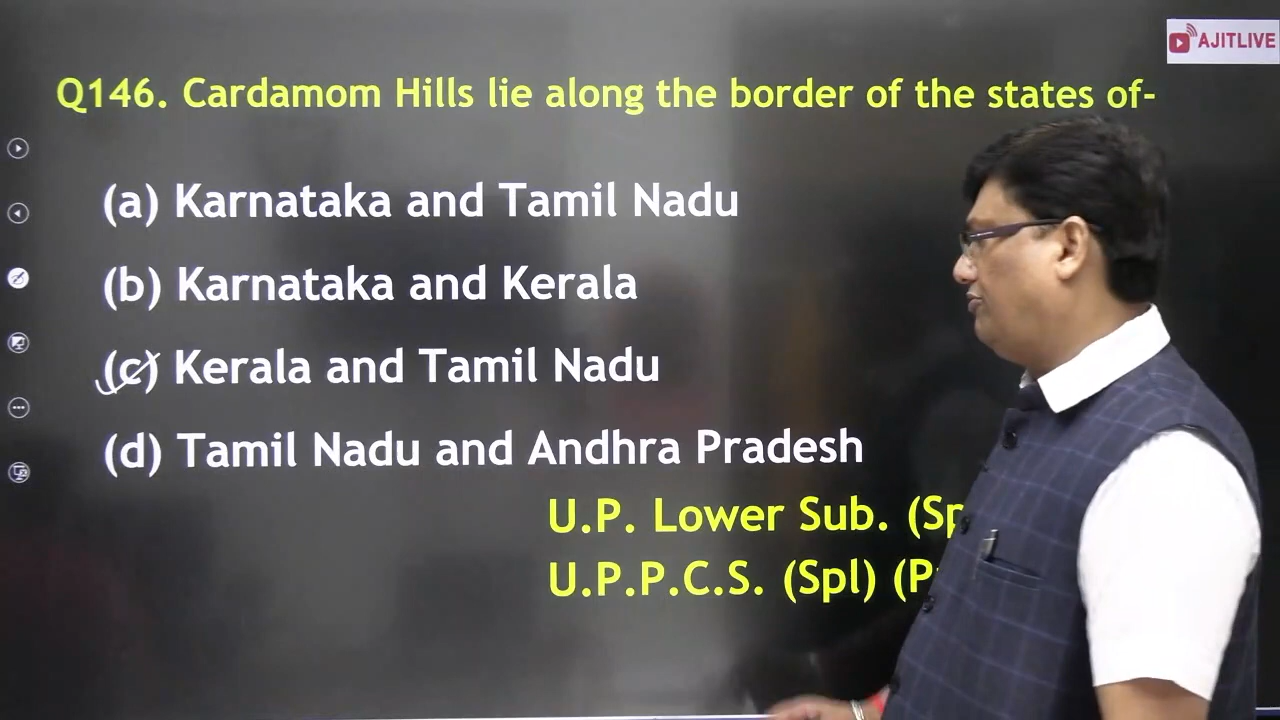 AJITLIVE
Q146. Cardamom Hills lie along the border of the states of-
(a) Karnataka and Tamil Nadu
(b) Karnataka and Kerala
(c) Kerala and Tamil Nadu
(d) Tamil Nadu and Andhra Pradesh
U.P. Lower Sub. (Sp
U.P.P.C.S. (Spl) (P